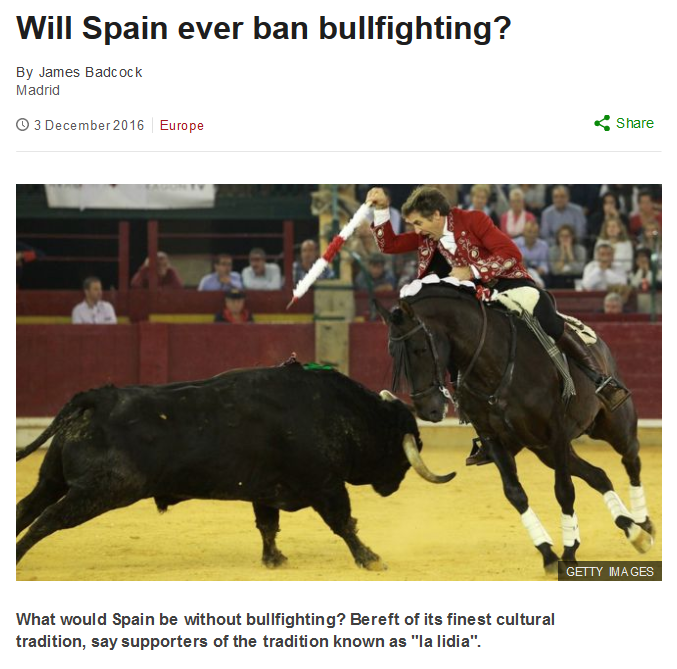 Will Spain ever ban bullfighting?
By James Badcock
Madrid
3 December 2016
Europe
Share
GETTY IMAGES
What would Spain be without bullfighting? Bereft of its finest cultural
tradition, say supporters of the tradition known as "la lidia".